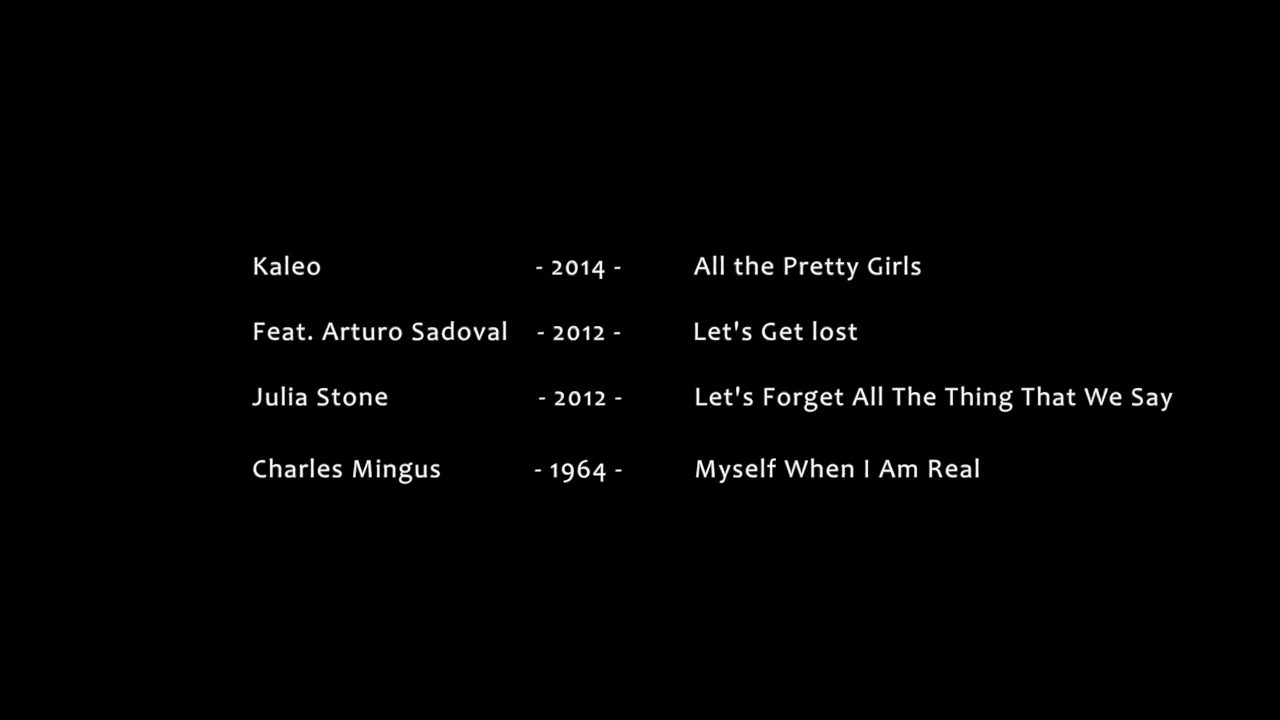 Kaleo - 2014 - All the Pretty Girls
Feat. Arturo Sadoval - 2012 - Let's Get lost
Julia Stone - 2012 - Let's Forget All The Thing That We Say
Charles Mingus - 1964 - Myself When I Am Real